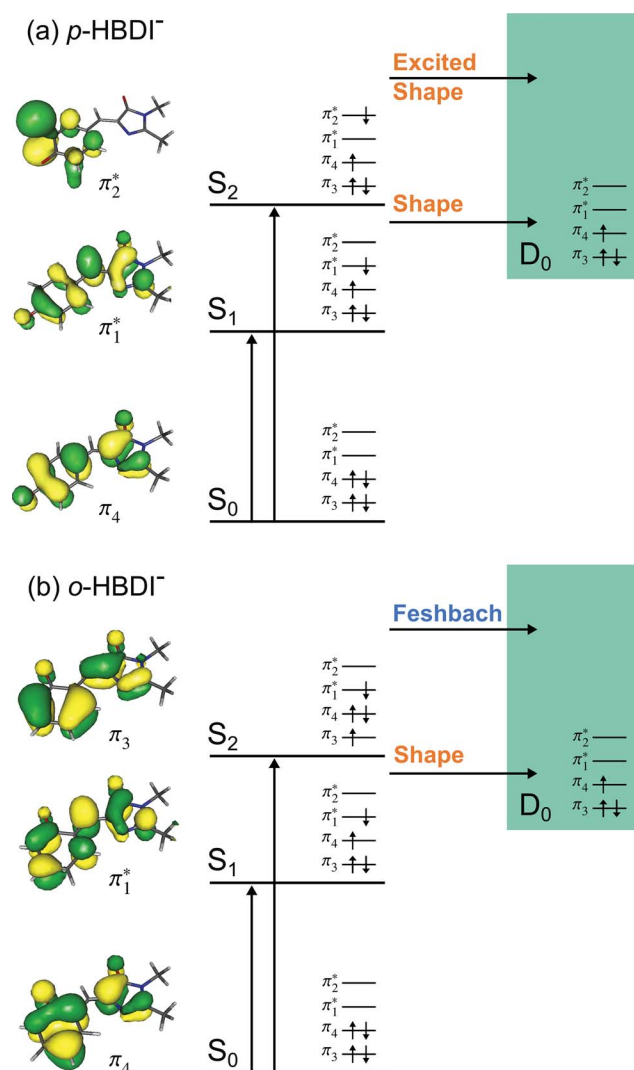 (a) p-HBDI⁻
Excited
Shape
π₂*
π₁*
π₄
π₃
S₂
π₂*
Shape
π₂*
π₁*
π₄
π₃
D₀
π₂*
π₁*
π₄
π₃
S₁
π₁*
π₂*
π₁*
π₄
π₃
S₀
π₄
(b) o-HBDI⁻
Feshbach
π₂*
π₁*
π₄
π₃
S₂
π₃
Shape
π₂*
π₁*
π₄
π₃
D₀
π₂*
π₁*
π₄
π₃
S₁
π₁*
π₂*
π₁*
π₄
π₃
S₀
π₄